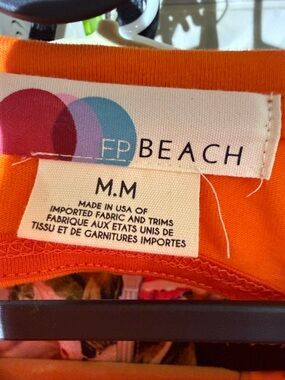 FP BEACH
M.M
MADE IN USA OF
IMPORTED FABRIC AND TRIMS
FABRIQUE AUX ETATS UNIS DE
TISSU ET DE GARNITURES IMPORTES